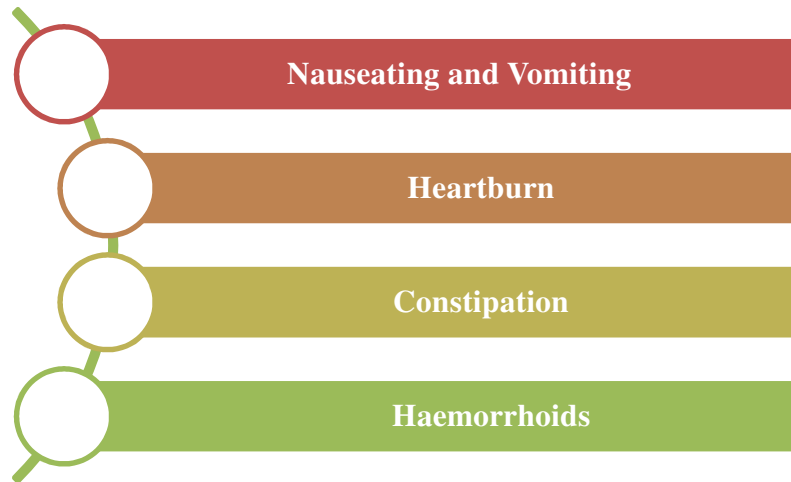 Nauseating and Vomiting
Heartburn
Constipation
Haemorrhoids